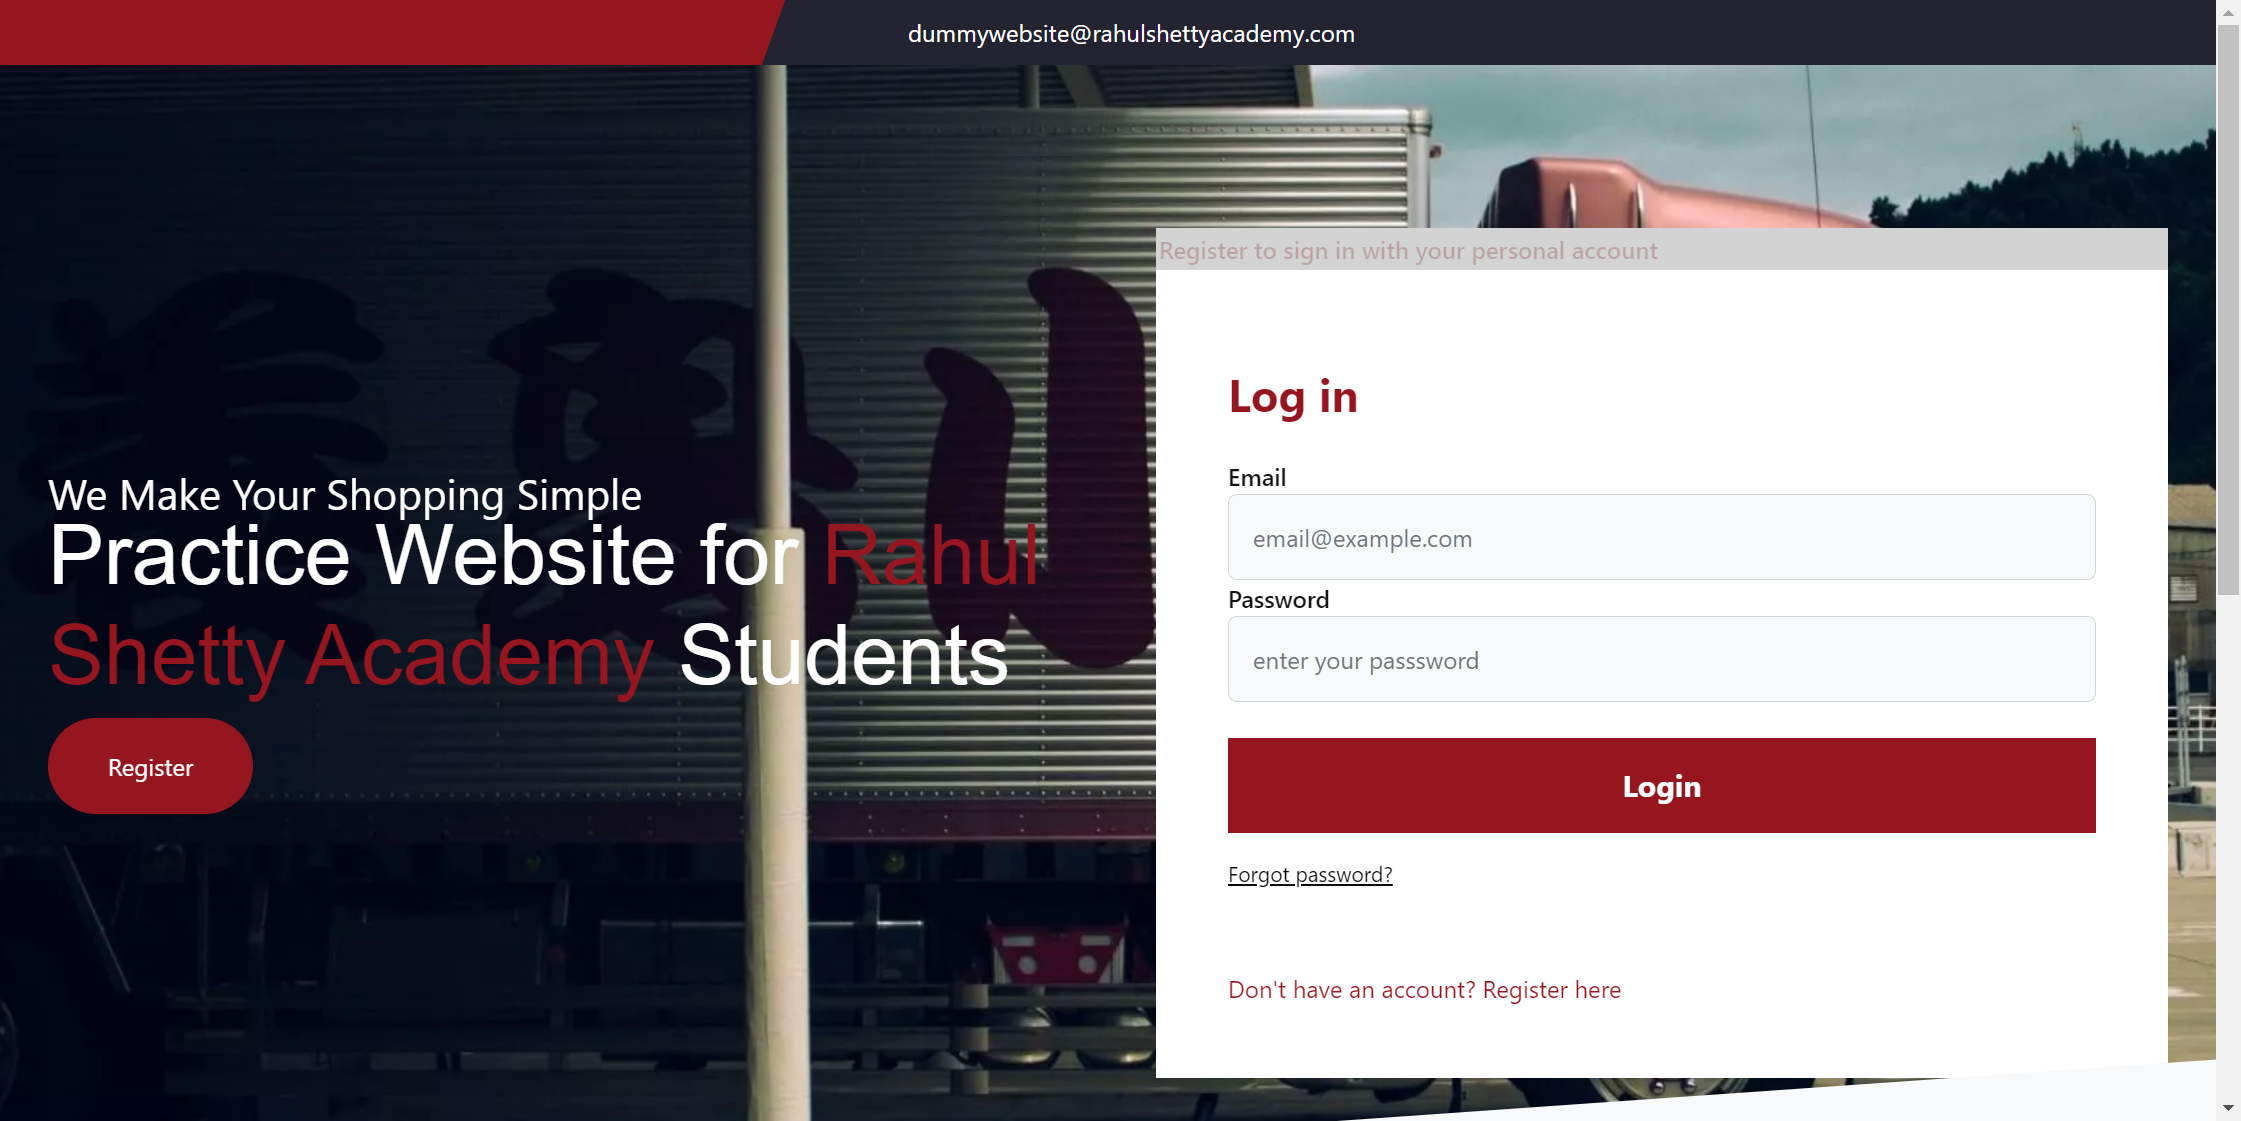 dummywebsite@rahulshettyacademy.com
Register to sign in with your personal account
We Make Your Shopping Simple
Practice Website for Rahul
Shetty Academy Students
Register
Log in
Email
email@example.com
Password
enter your passsword
Login
Forgot password?
Don't have an account? Register here